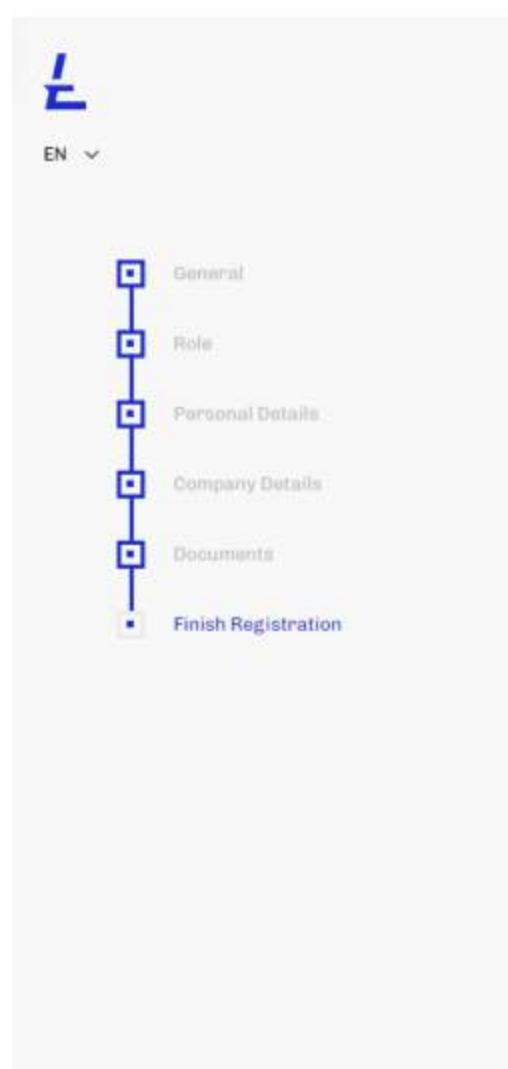 EN
General
Role
Personal Details
Company Details
Documents
Finish Registration